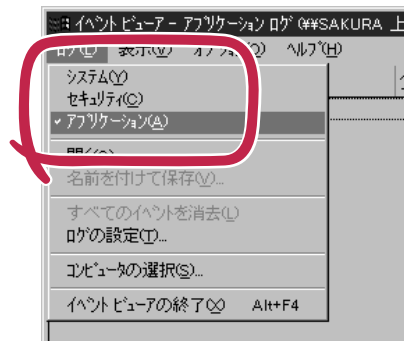 イベント ビューア - アプリケーション ログ (¥¥SAKURA 上
ログ(L) 表示(V) オプション(O) ヘルプ(H)
システム(Y)
セキュリティ(C)
アプリケーション(A)
開く(O)...
名前を付けて保存(V)...
すべてのイベントを消去(L)
ログの設定(T)...
コンピュータの選択(S)...
イベント ビューアの終了(X) Alt+F4